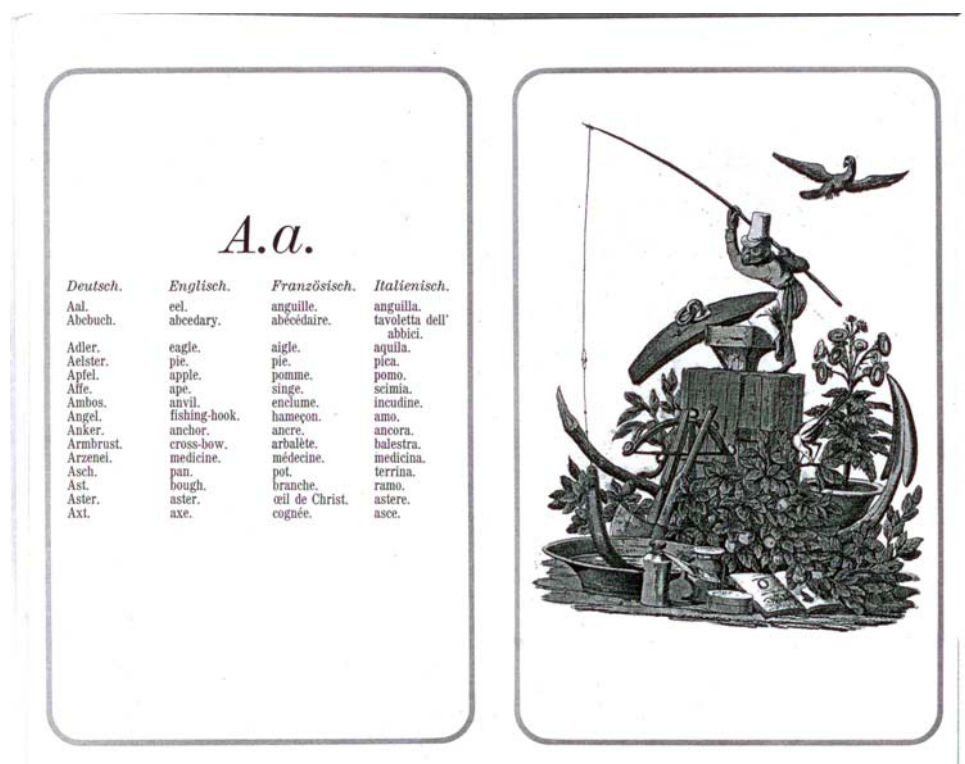 A.a.
Deutsch. Englisch. Französisch. Italienisch.
Aal. eel. anguille. anguilla.
Abcbuch. abcedary. abécédaire. tavoletta dell'
abbici.
Adler. eagle. aigle. aquila.
Aelster. pie. pie. pica.
Apfel. apple. pomme. pomo.
Affe. ape. singe. scimia.
Ambos. anvil. enclume. incudine.
Angel. fishing-hook. hameçon. amo.
Anker. anchor. ancre. ancora.
Armbrust. cross-bow. arbalète. balestra.
Arzenei. medicine. médecine. medicina.
Asch. pan. pot. terrina.
Ast. bough. branche. ramo.
Aster. aster. œil de Christ. astere.
Axt. axe. cognée. asce.